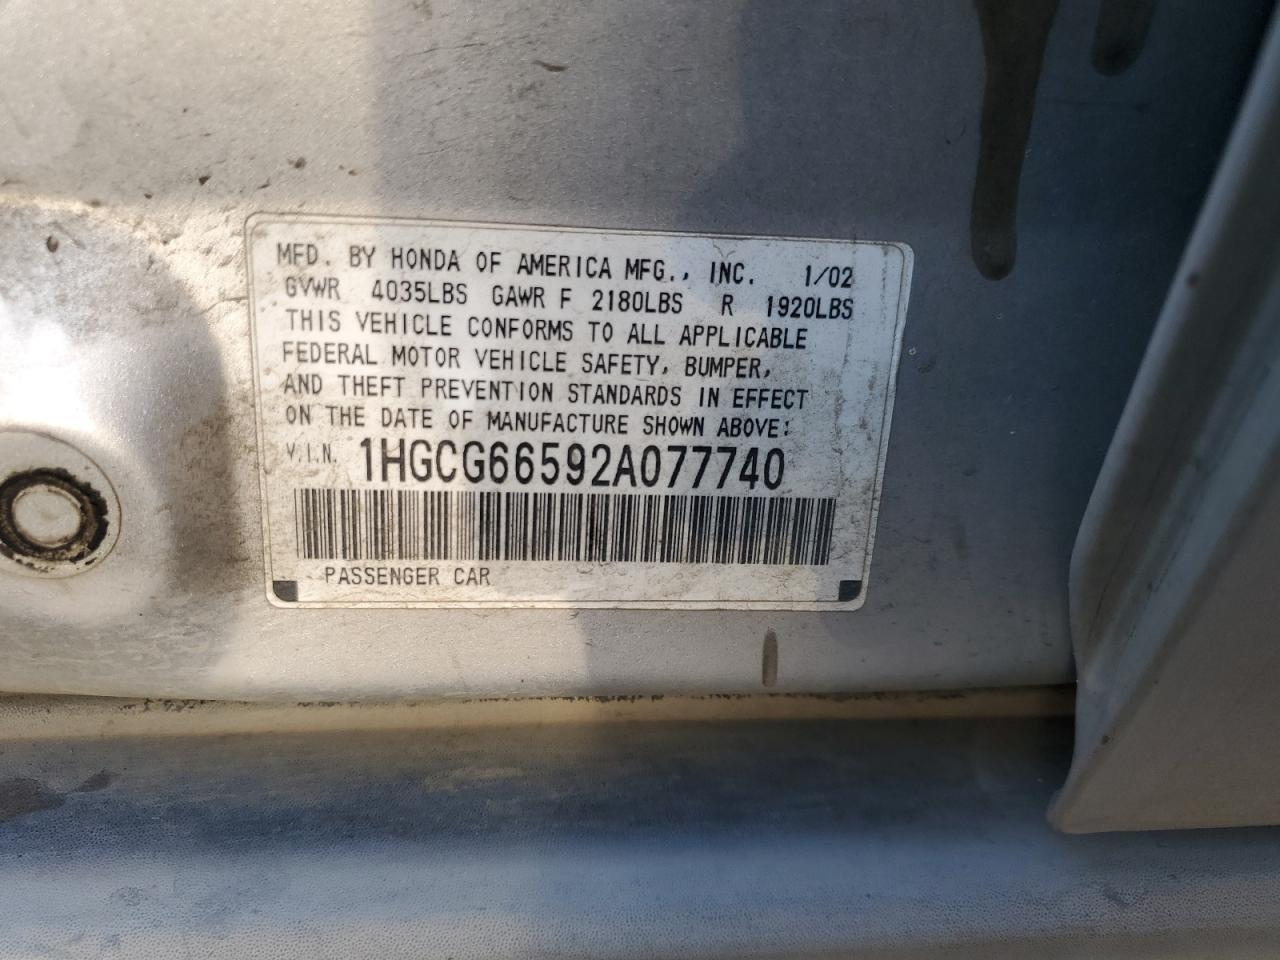 MFD. BY HONDA OF AMERICA MFG., INC. 1/02
GVWR 4035LBS GAWR F 2180LBS R 1920LBS
THIS VEHICLE CONFORMS TO ALL APPLICABLE
FEDERAL MOTOR VEHICLE SAFETY, BUMPER,
AND THEFT PREVENTION STANDARDS IN EFFECT
ON THE DATE OF MANUFACTURE SHOWN ABOVE:
V.I.N. 1HGCG66592A077740
PASSENGER CAR